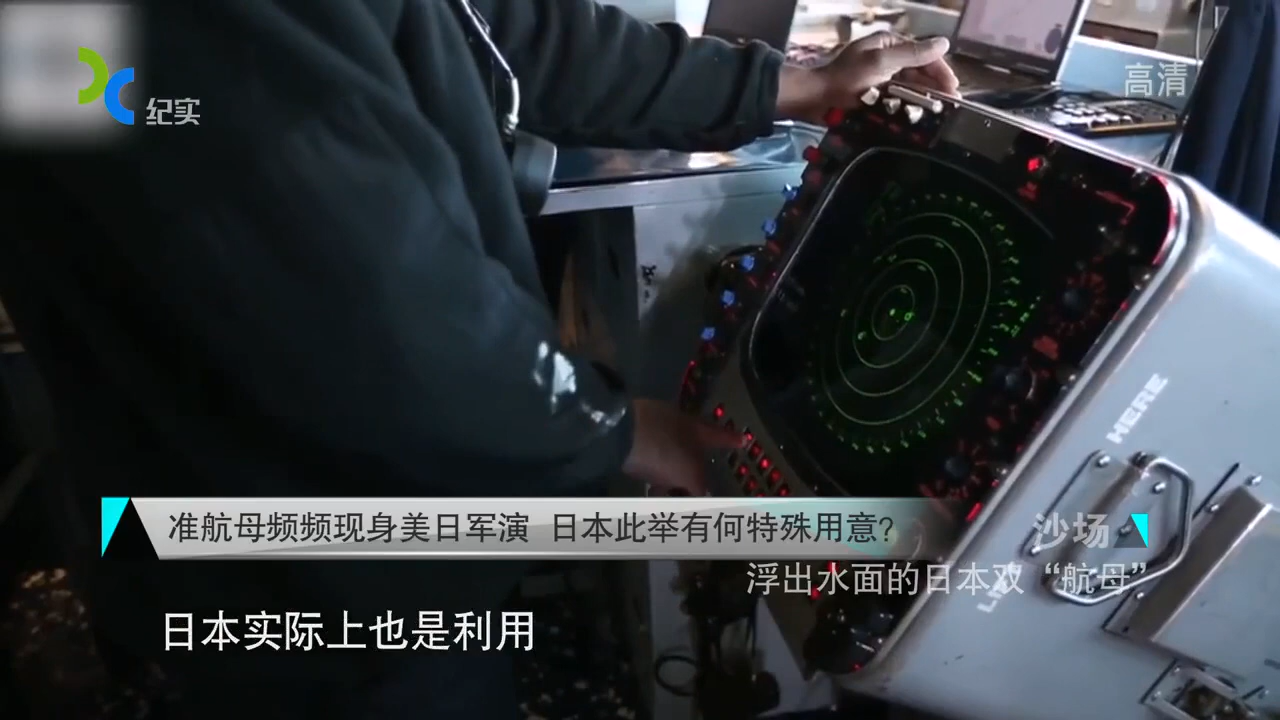 纪实
高清
HERE
准航母频频现身美日军演 日本此举有何特殊用意?
沙场
浮出水面的日本双“航母”
日本实际上也是利用